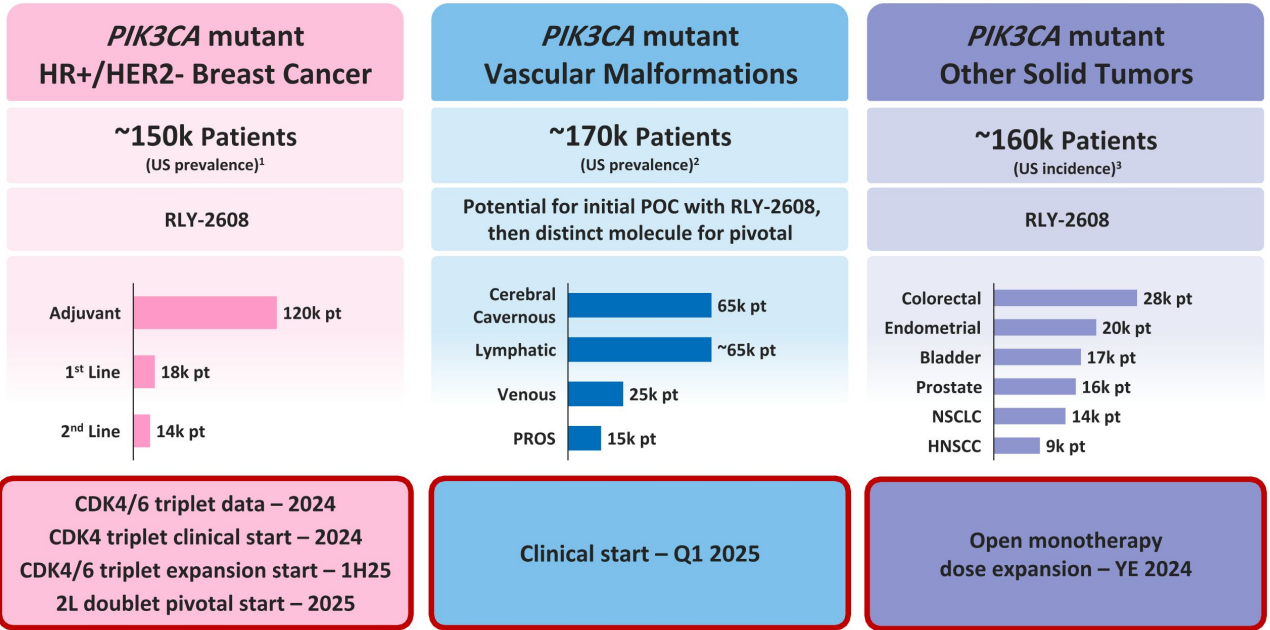 PIK3CA mutant
HR+/HER2- Breast Cancer
~150k Patients
(US prevalence)¹
RLY-2608
Adjuvant
120k pt
1st Line
18k pt
2nd Line
14k pt
CDK4/6 triplet data – 2024
CDK4 triplet clinical start – 2024
CDK4/6 triplet expansion start – 1H25
2L doublet pivotal start – 2025
PIK3CA mutant
Vascular Malformations
~170k Patients
(US prevalence)²
Potential for initial POC with RLY-2608,
then distinct molecule for pivotal
Cerebral
Cavernous
65k pt
Lymphatic
~65k pt
Venous
25k pt
PROS
15k pt
Clinical start – Q1 2025
PIK3CA mutant
Other Solid Tumors
~160k Patients
(US incidence)³
RLY-2608
Colorectal
28k pt
Endometrial
20k pt
Bladder
17k pt
Prostate
16k pt
NSCLC
14k pt
HNSCC
9k pt
Open monotherapy
dose expansion – YE 2024